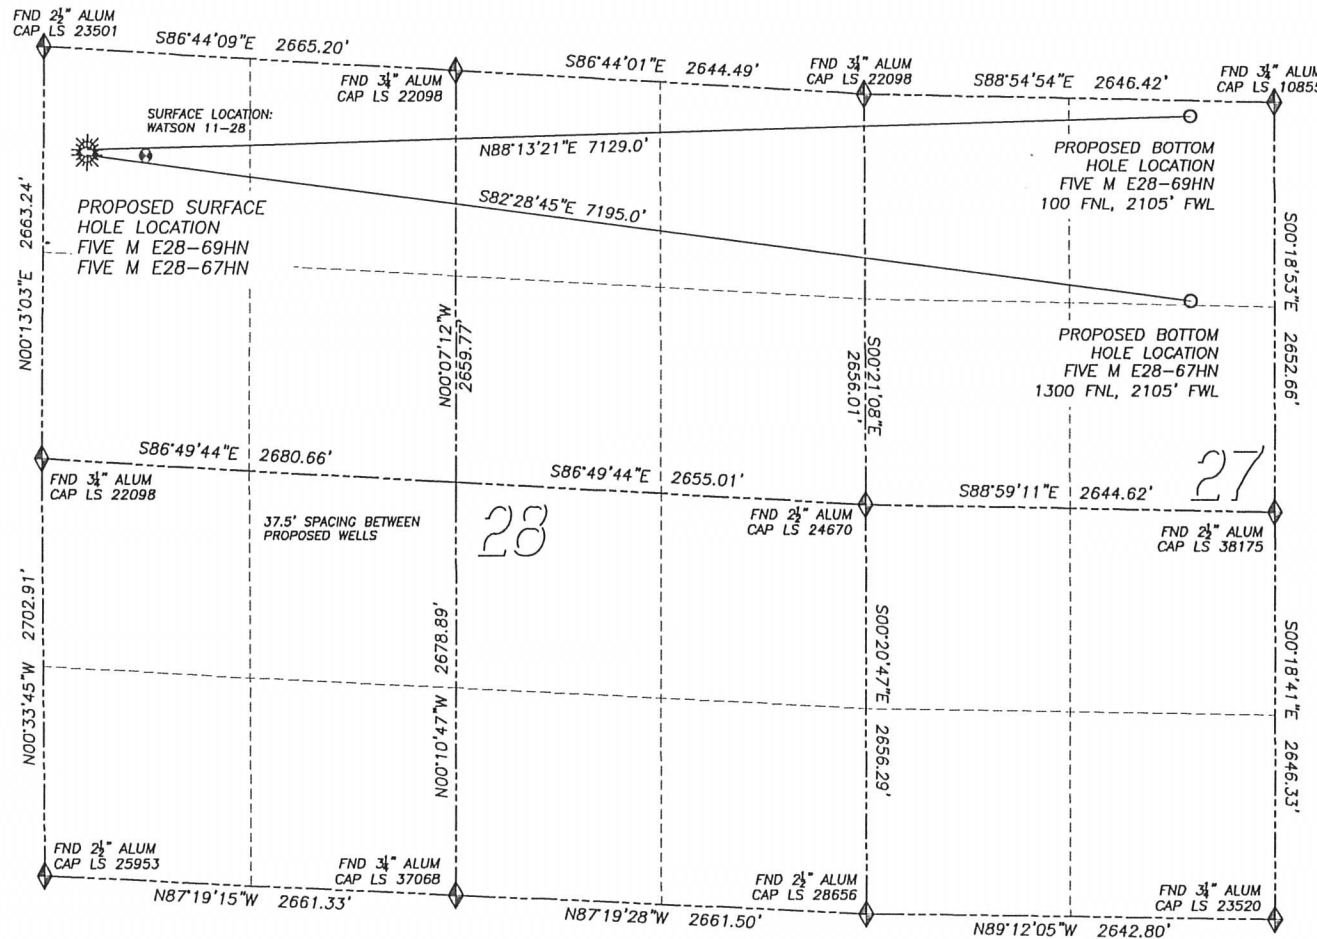 FND 2½" ALUM
CAP LS 23501
S86°44'09"E 2665.20'
FND 3¼" ALUM
CAP LS 22098
S86°44'01"E 2644.49'
FND 3¼" ALUM
CAP LS 22098
S88°54'54"E 2646.42'
FND 3¼" ALUM
CAP LS 10855
SURFACE LOCATION:
WATSON 11-28
N88°13'21"E 7129.0'
S82°28'45"E 7195.0'
PROPOSED BOTTOM
HOLE LOCATION
FIVE M E28-69HN
100 FNL, 2105' FWL
PROPOSED SURFACE
HOLE LOCATION
FIVE M E28-69HN
FIVE M E28-67HN
N00°13'03"E 2663.24'
N00°07'12"W
2659.77'
S00°21'08"E
2656.01'
S00°18'53"E 2652.66'
PROPOSED BOTTOM
HOLE LOCATION
FIVE M E28-67HN
1300 FNL, 2105' FWL
S86°49'44"E 2680.66'
FND 3¼" ALUM
CAP LS 22098
S86°49'44"E 2655.01'
FND 2½" ALUM
CAP LS 24670
S88°59'11"E 2644.62'
27
FND 2½" ALUM
CAP LS 38175
37.5' SPACING BETWEEN
PROPOSED WELLS
28
N00°33'45"W 2702.91'
N00°10'47"W 2678.89'
S00°20'47"E 2656.29'
S00°18'41"E 2646.33'
FND 2½" ALUM
CAP LS 25953
N87°19'15"W 2661.33'
FND 3¼" ALUM
CAP LS 37068
N87°19'28"W 2661.50'
FND 2½" ALUM
CAP LS 28656
N89°12'05"W 2642.80'
FND 3¼" ALUM
CAP LS 23520